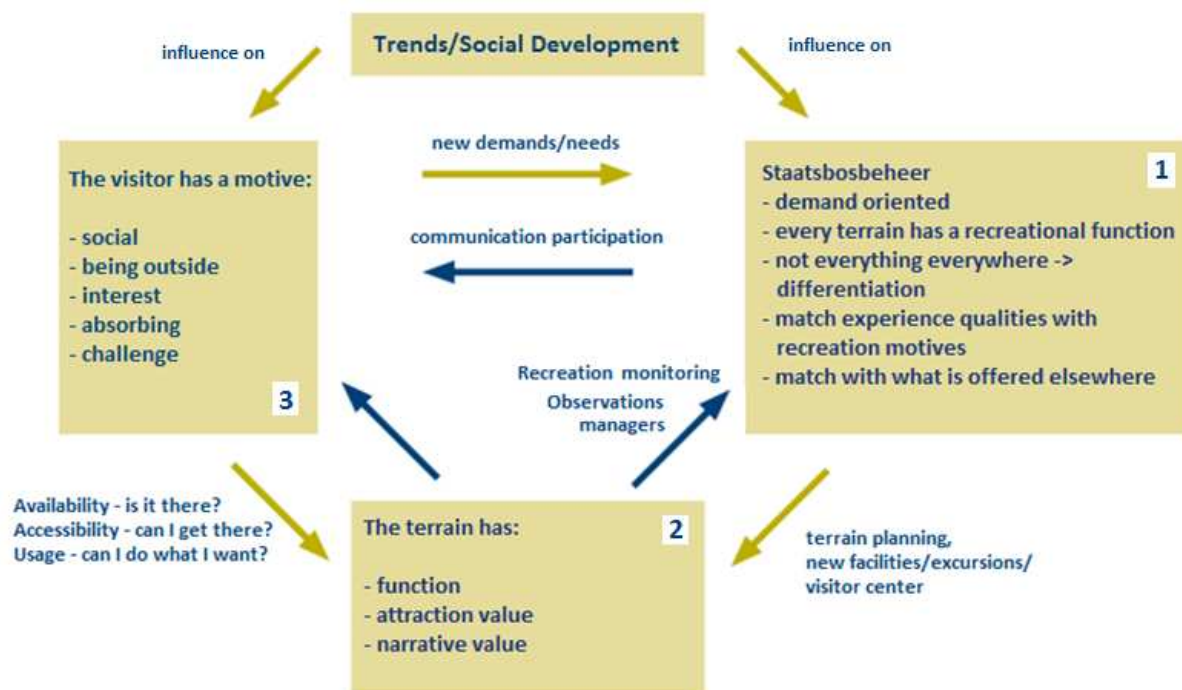 Trends/Social Development
influence on
influence on
new demands/needs
communication participation
The visitor has a motive:
- social
- being outside
- interest
- absorbing
- challenge
3
Staatsbosbeheer
1
- demand oriented
- every terrain has a recreational function
- not everything everywhere ->
differentiation
- match experience qualities with
recreation motives
- match with what is offered elsewhere
Recreation monitoring
Observations
managers
Availability - is it there?
Accessibility - can I get there?
Usage - can I do what I want?
The terrain has:
2
- function
- attraction value
- narrative value
terrain planning,
new facilities/excursions/
visitor center